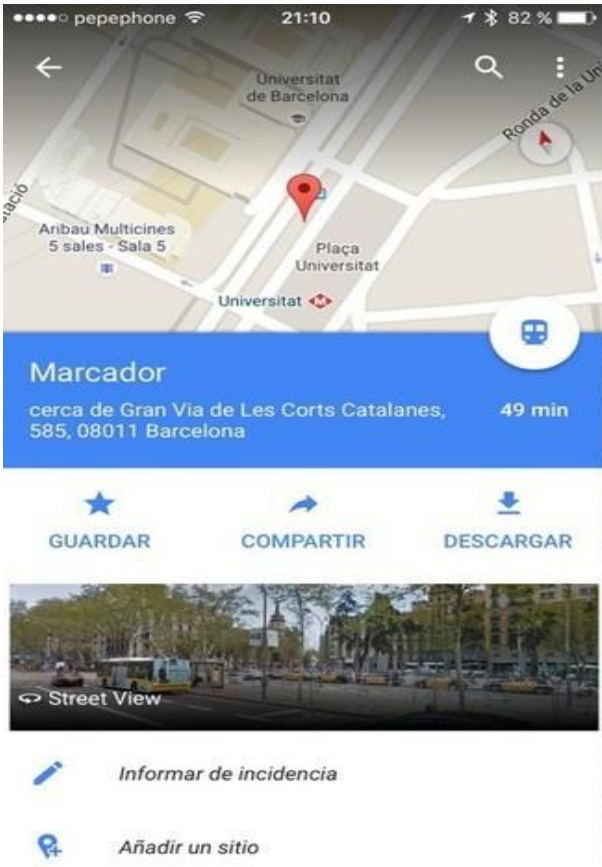 pepephone 21:10 82 %
Universitat
de Barcelona
Ronda de la Un
tació
Aribau Multicines
5 sales - Sala 5
Plaça
Universitat
Universitat M
Marcador
cerca de Gran Via de Les Corts Catalanes, 49 min
585, 08011 Barcelona
GUARDAR COMPARTIR DESCARGAR
Street View
Informar de incidencia
Añadir un sitio